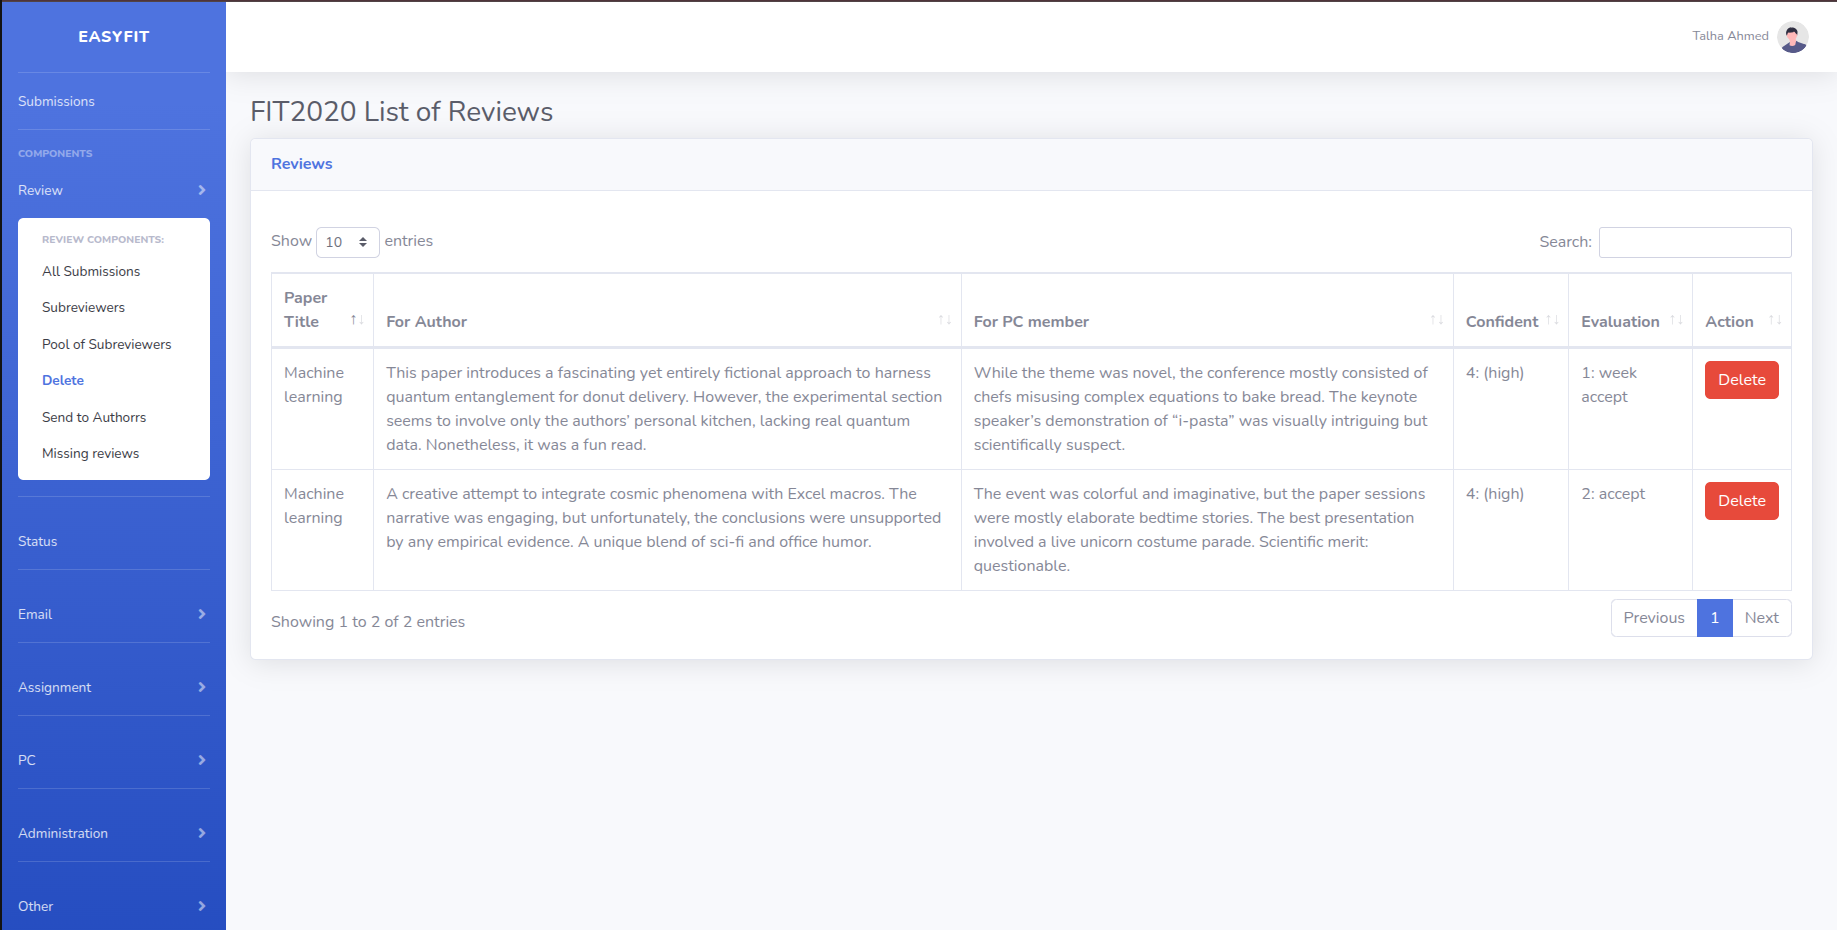 EASYFIT
Talha Ahmed
Submissions
COMPONENTS
Review
REVIEW COMPONENTS:
All Submissions
Subreviewers
Pool of Subreviewers
Delete
Send to Authorrs
Missing reviews
Status
Email
Assignment
PC
Administration
Other
FIT2020 List of Reviews
Reviews
Show 10 entries
Search:
Paper
Title
For Author
For PC member
Confident
Evaluation
Action
Machine
learning
This paper introduces a fascinating yet entirely fictional approach to harness
quantum entanglement for donut delivery. However, the experimental section
seems to involve only the authors’ personal kitchen, lacking real quantum
data. Nonetheless, it was a fun read.
While the theme was novel, the conference mostly consisted of
chefs misusing complex equations to bake bread. The keynote
speaker’s demonstration of “i-pasta” was visually intriguing but
scientifically suspect.
4: (high)
1: week
accept
Delete
Machine
learning
A creative attempt to integrate cosmic phenomena with Excel macros. The
narrative was engaging, but unfortunately, the conclusions were unsupported
by any empirical evidence. A unique blend of sci-fi and office humor.
The event was colorful and imaginative, but the paper sessions
were mostly elaborate bedtime stories. The best presentation
involved a live unicorn costume parade. Scientific merit:
questionable.
4: (high)
2: accept
Delete
Showing 1 to 2 of 2 entries
Previous 1 Next